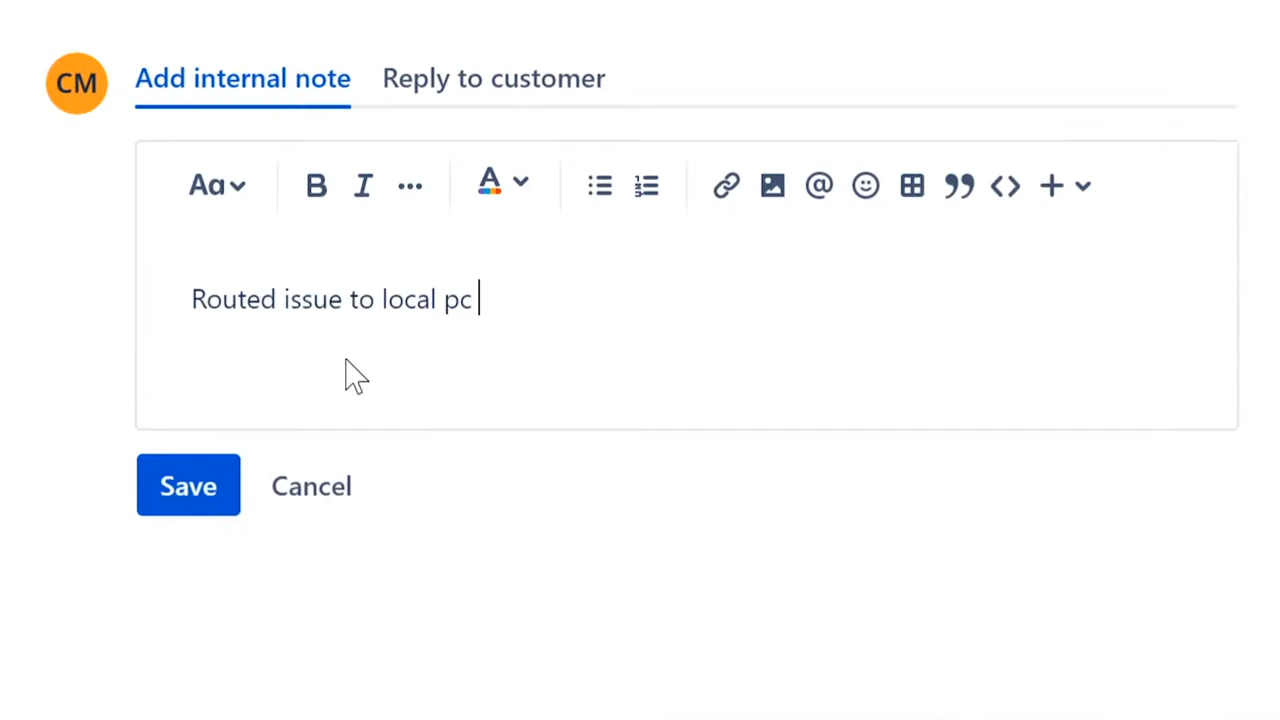 CM
Add internal note
Reply to customer
Aa
B I ... A @
Routed issue to local pc
Save
Cancel